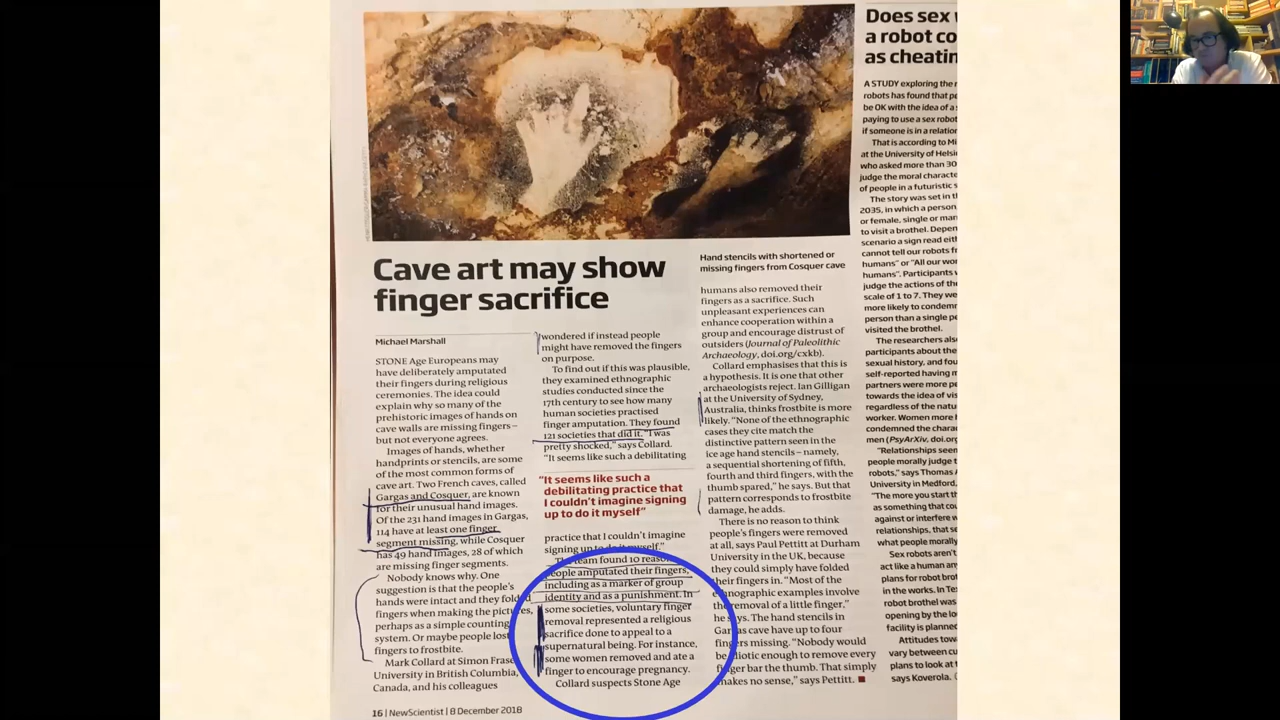 Cave art may show
finger sacrifice
Michael Marshall
STONE Age Europeans may
have deliberately amputated
their fingers during religious
ceremonies. The idea could
explain why so many of the
prehistoric images of hands on
cave walls are missing fingers –
but not everyone agrees.
Images of hands, whether
handprints or stencils, are some
of the most common forms of
cave art. Two French caves, called
Gargas and Cosquer, are known
for their unusual hand images.
Of the 231 hand images in Gargas,
114 have at least one finger
segment missing, while Cosquer
has 49 hand images, 28 of which
are missing finger segments.
Nobody knows why. One
suggestion is that the people's
hands were intact and they folded
fingers when making the pictures,
perhaps as a simple counting
system. Or maybe people lost
fingers to frostbite.
Mark Collard at Simon Fraser
University in British Columbia,
Canada, and his colleagues
wondered if instead people
might have removed the fingers
on purpose.
To find out if this was plausible,
they examined ethnographic
studies conducted since the
17th century to see how many
human societies practised
finger amputation. They found
121 societies that did it. "I was
pretty shocked," says Collard.
"It seems like such a debilitating
"It seems like such a
debilitating practice that
I couldn't imagine signing
up to do it myself"
practice that I couldn't imagine
signing up to do it myself."
The team found 10 reasons
people amputated their fingers,
including as a marker of group
identity and as a punishment. In
some societies, voluntary finger
removal represented a religious
sacrifice done to appeal to a
supernatural being. For instance,
some women removed and ate a
finger to encourage pregnancy.
Collard suspects Stone Age
Hand stencils with shortened or
missing fingers from Cosquer cave
humans also removed their
fingers as a sacrifice. Such
unpleasant experiences can
enhance cooperation within a
group and encourage distrust of
outsiders (Journal of Paleolithic
Archaeology, doi.org/cxkb).
Collard emphasises that this is
a hypothesis. It is one that other
archaeologists reject. Ian Gilligan
at the University of Sydney,
Australia, thinks frostbite is more
likely. "None of the ethnographic
cases they cite match the
distinctive pattern seen in the
ice age hand stencils – namely,
a sequential shortening of fifth,
fourth and third fingers, with the
thumb spared," he says. But that
pattern corresponds to frostbite
damage, he adds.
There is no reason to think
people's fingers were removed
at all, says Paul Pettitt at Durham
University in the UK, because
they could simply have folded
their fingers in. "Most of the
ethnographic examples involve
the removal of a little finger,"
he says. The hand stencils in
Gargas cave have up to four
fingers missing. "Nobody would
be idiotic enough to remove every
finger bar the thumb. That simply
makes no sense," says Pettitt.
Does sex
a robot co
as cheatin
A STUDY exploring the
robots has found that pe
be OK with the idea of a
paying to use a sex robot
if someone is in a relation
That is according to Mi
at the University of Helsi
who asked more than 30
judge the moral characte
of people in a futuristic s
The story was set in th
2035, in which a person
or female, single or mar
to visit a brothel. Depen
scenario a sign read eith
cannot tell our robots f
humans" or "All our wor
humans". Participants
judge the actions of the
scale of 1 to 7. They we
more likely to condemn
person than a single pe
visited the brothel.
The researchers als
participants about the
sexual history, and fou
self-reported having m
partners were more pe
towards the idea of vis
regardless of the natu
worker. Women more
condemned the chara
men (PsyArXiv, doi.org
"Relationships seem
people morally judge t
robots," says Thomas
University in Medford,
"The more you start th
as something that cou
against or interfere w
relationships, that se
what people morally
Sex robots aren't
act like a human any
plans for robot brot
in the works. In Tex
robot brothel was
opening by the lo
facility is planned
Attitudes tow
vary between cu
plans to look at t
says Koverola.
16 | NewScientist | 8 December 2018